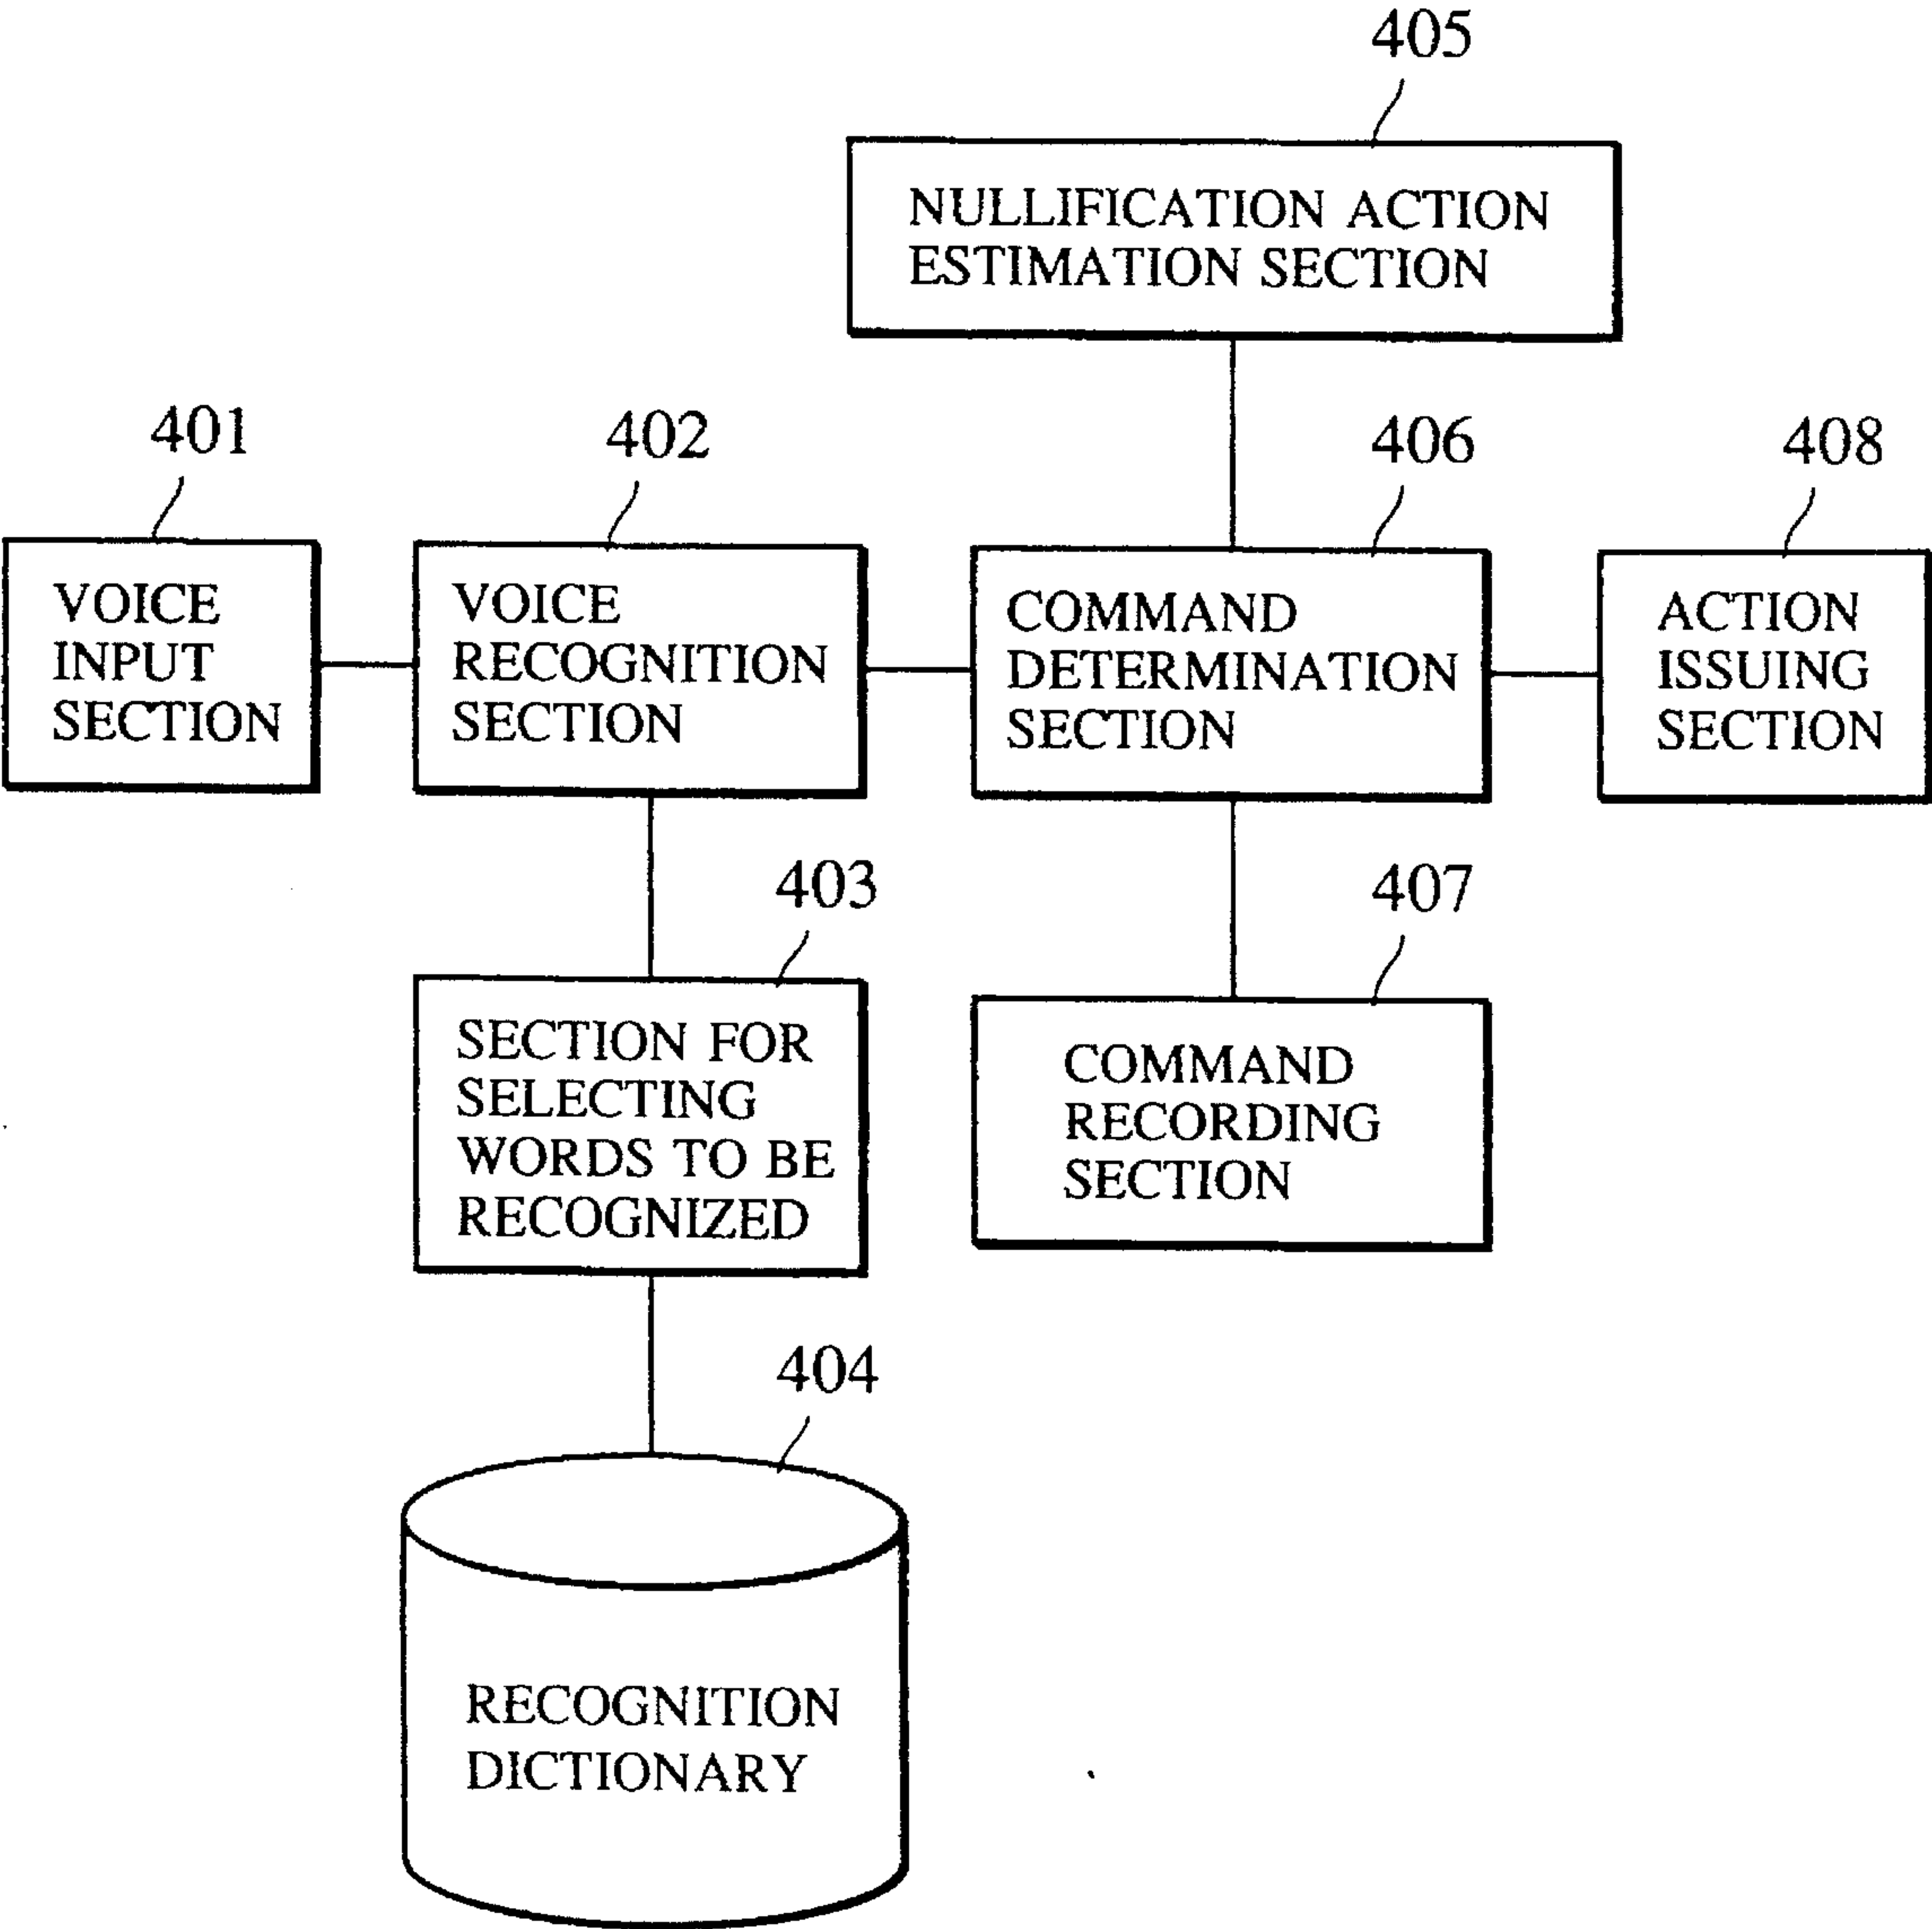 405
NULLIFICATION ACTION
ESTIMATION SECTION
401
402
406
408
VOICE
INPUT
SECTION
VOICE
RECOGNITION
SECTION
COMMAND
DETERMINATION
SECTION
ACTION
ISSUING
SECTION
403
407
SECTION FOR
SELECTING
WORDS TO BE
RECOGNIZED
COMMAND
RECORDING
SECTION
404
RECOGNITION
DICTIONARY